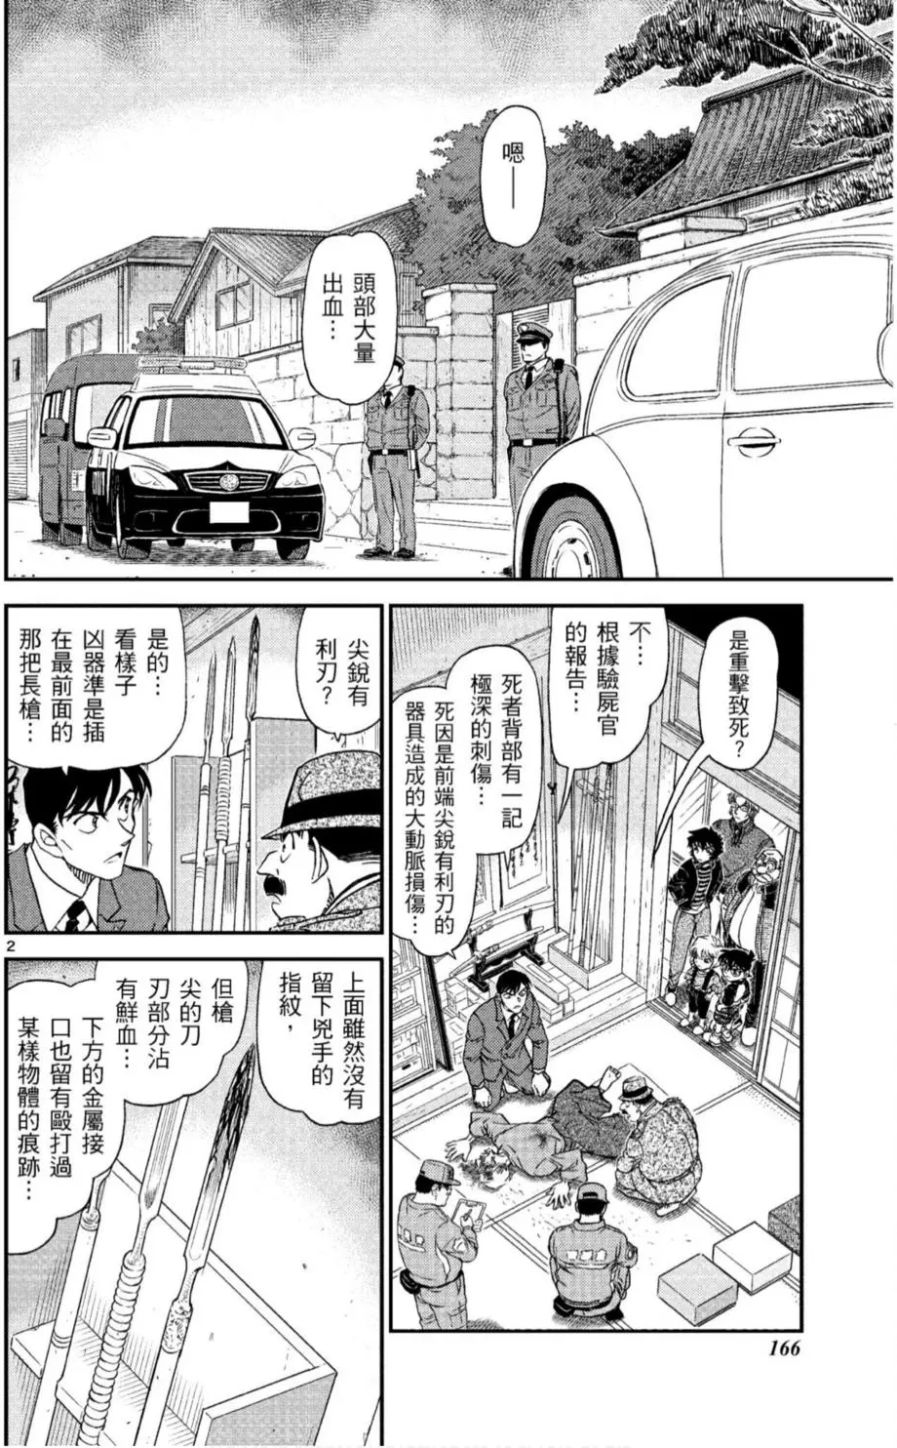 嗯——
頭部大量
出血…
是重擊致死？
不…
根據驗屍官
的報告…
死者背部有一記
極深的刺傷…
死因是前端尖銳有利刃的
器具造成的大動脈損傷…
尖銳有
利刃？
是的…
看樣子
凶器準是插
在最前面的
那把長槍…
2
上面雖然沒有
留下兇手的
指紋，
但槍
尖的刀
刃部分沾
有鮮血…
下方的金屬接
口也留有毆打過
某樣物體的痕跡…
166